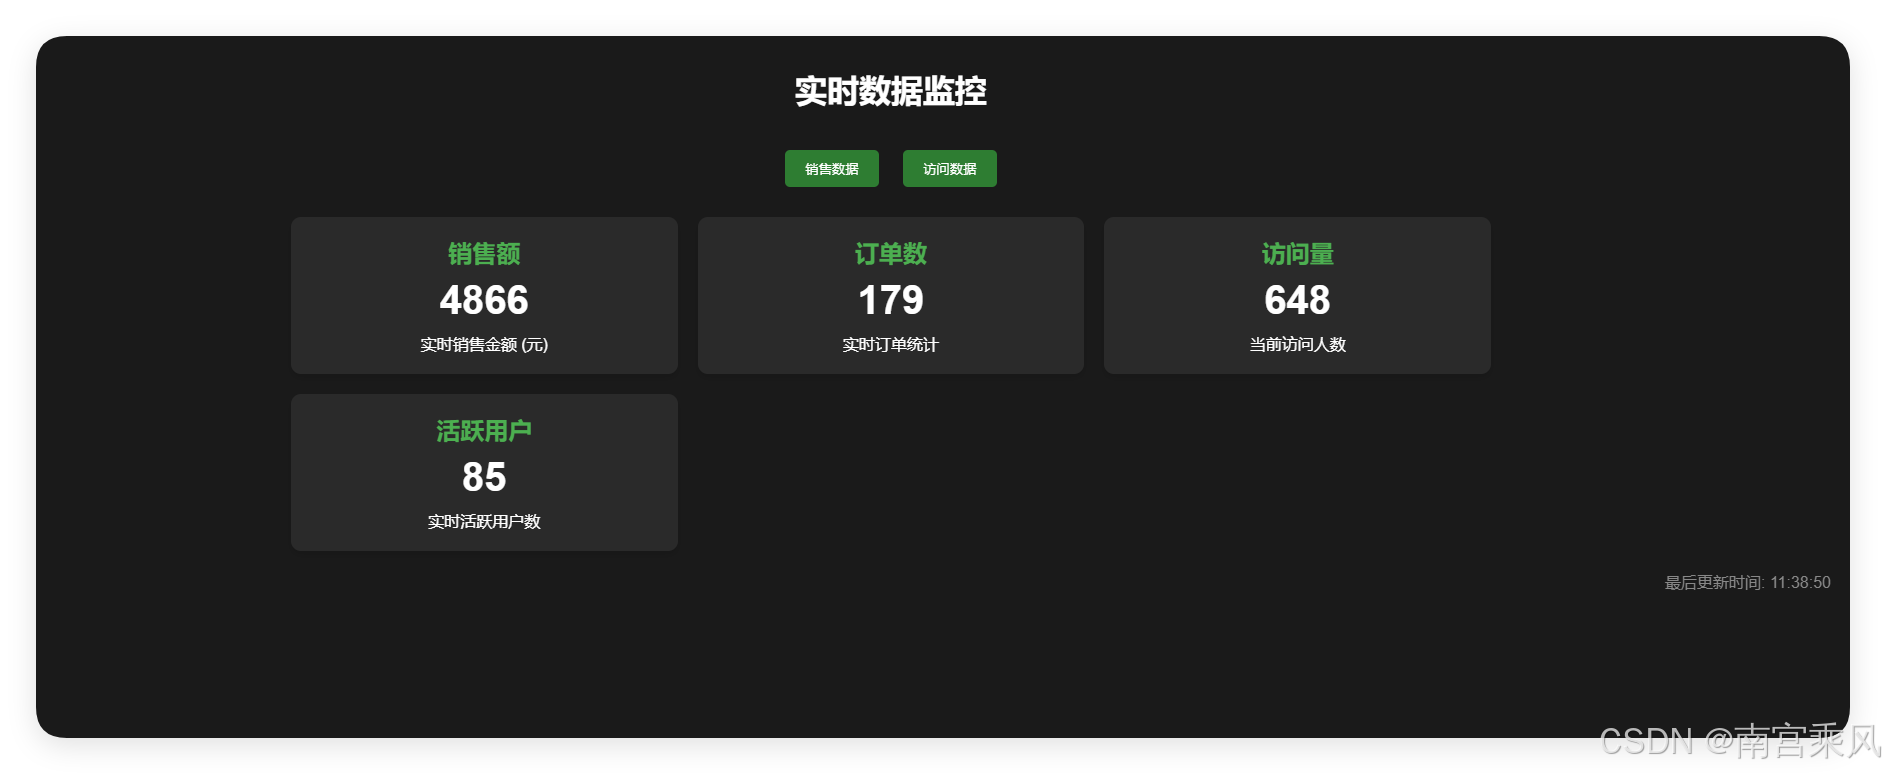 实时数据监控
销售数据 访问数据
销售额
4866
实时销售金额 (元)
订单数
179
实时订单统计
访问量
648
当前访问人数
活跃用户
85
实时活跃用户数
最后更新时间: 11:38:50
CSDN @南宫乘风